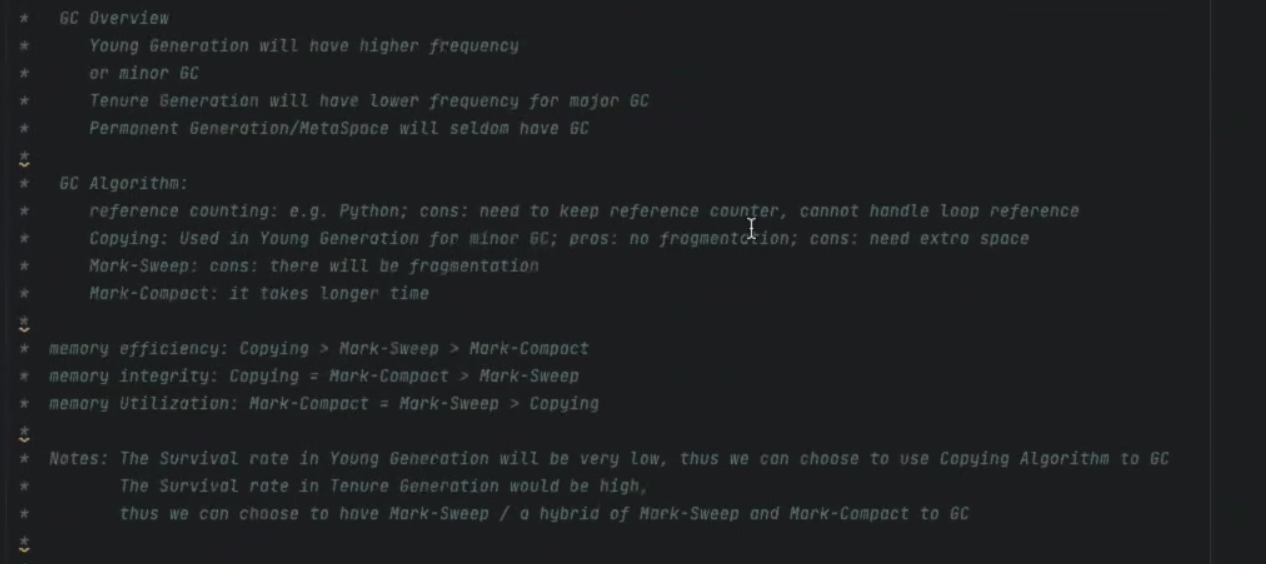 * GC Overview
* Young Generation will have higher frequency
* or minor GC
* Tenure Generation will have lower frequency for major GC
* Permanent Generation/MetaSpace will seldom have GC
*
* GC Algorithm:
* reference counting: e.g. Python; cons: need to keep reference counter, cannot handle loop reference
* Copying: Used in Young Generation for minor GC; pros: no fragmentation; cons: need extra space
* Mark-Sweep: cons: there will be fragmentation
* Mark-Compact: it takes longer time
*
* memory efficiency: Copying > Mark-Sweep > Mark-Compact
* memory integrity: Copying = Mark-Compact > Mark-Sweep
* memory Utilization: Mark-Compact = Mark-Sweep > Copying
*
* Notes: The Survival rate in Young Generation will be very low, thus we can choose to use Copying Algorithm to GC
* The Survival rate in Tenure Generation would be high,
* thus we can choose to have Mark-Sweep / a hybrid of Mark-Sweep and Mark-Compact to GC
*